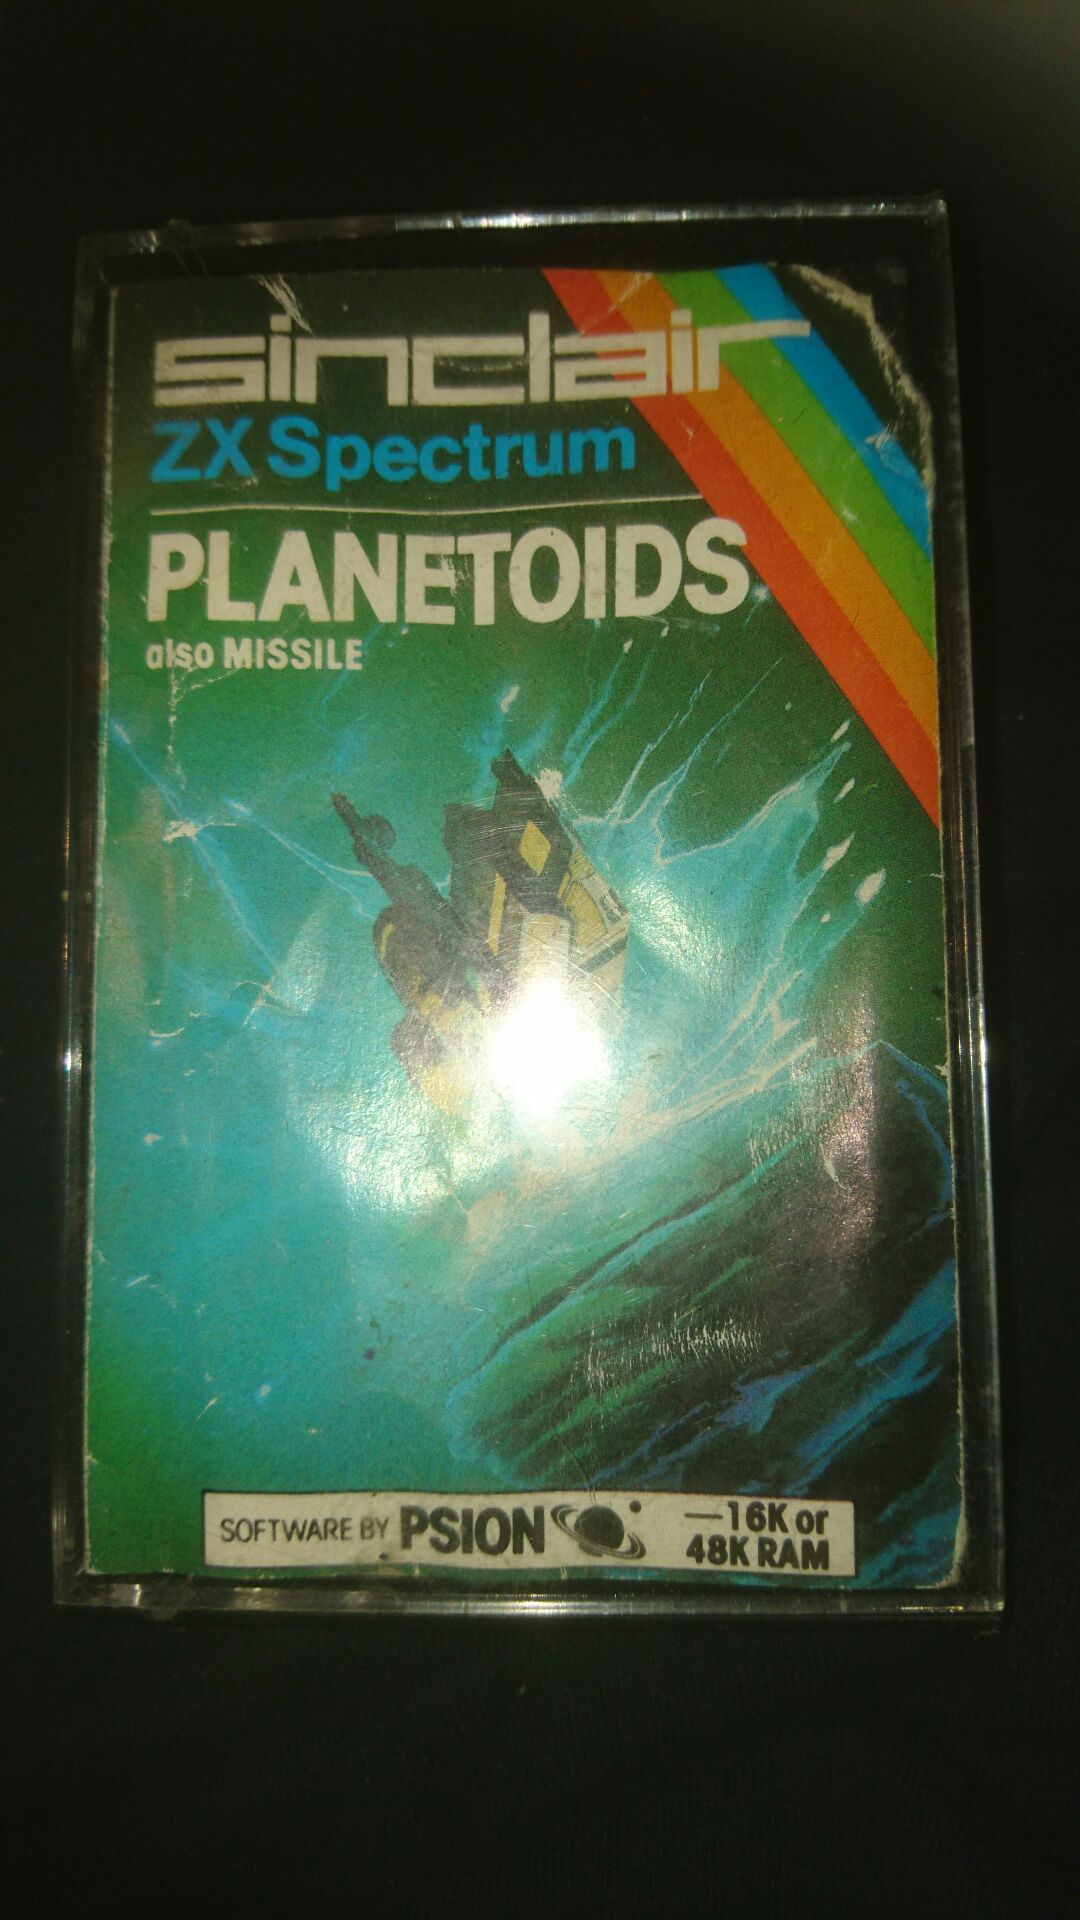 sinclair
ZX Spectrum
PLANETOIDS
also MISSILE
SOFTWARE BY PSION —16K or
48K RAM